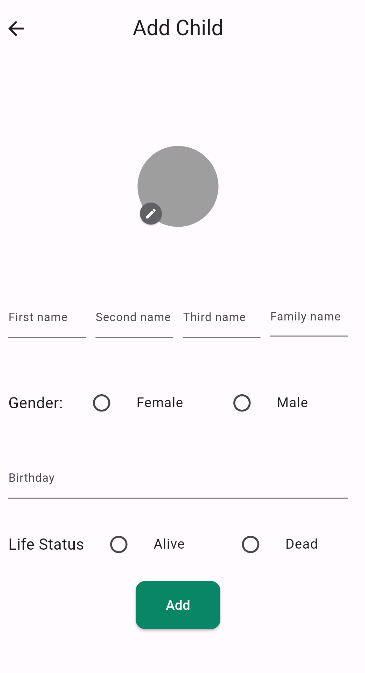 Add Child
First name Second name Third name Family name
Gender: Female Male
Birthday
Life Status Alive Dead
Add